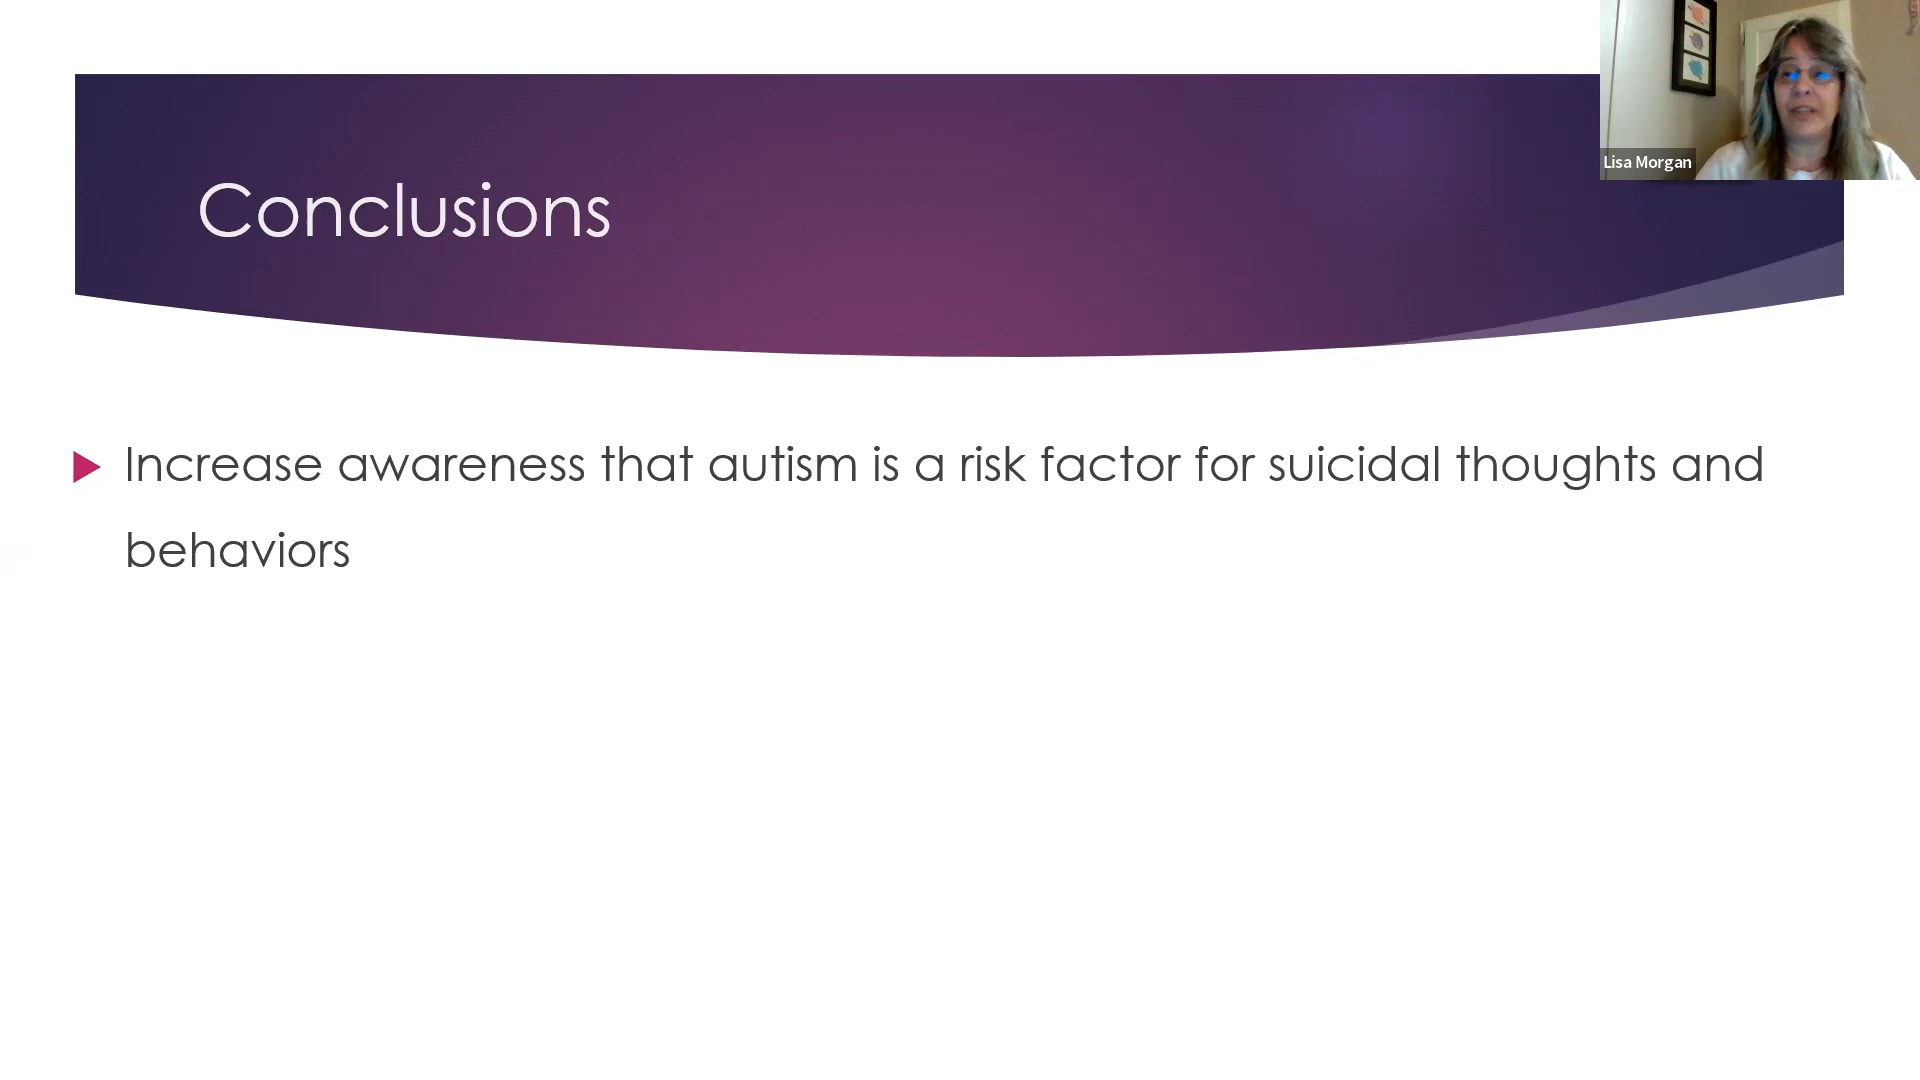 Conclusions
Lisa Morgan
Increase awareness that autism is a risk factor for suicidal thoughts and
behaviors